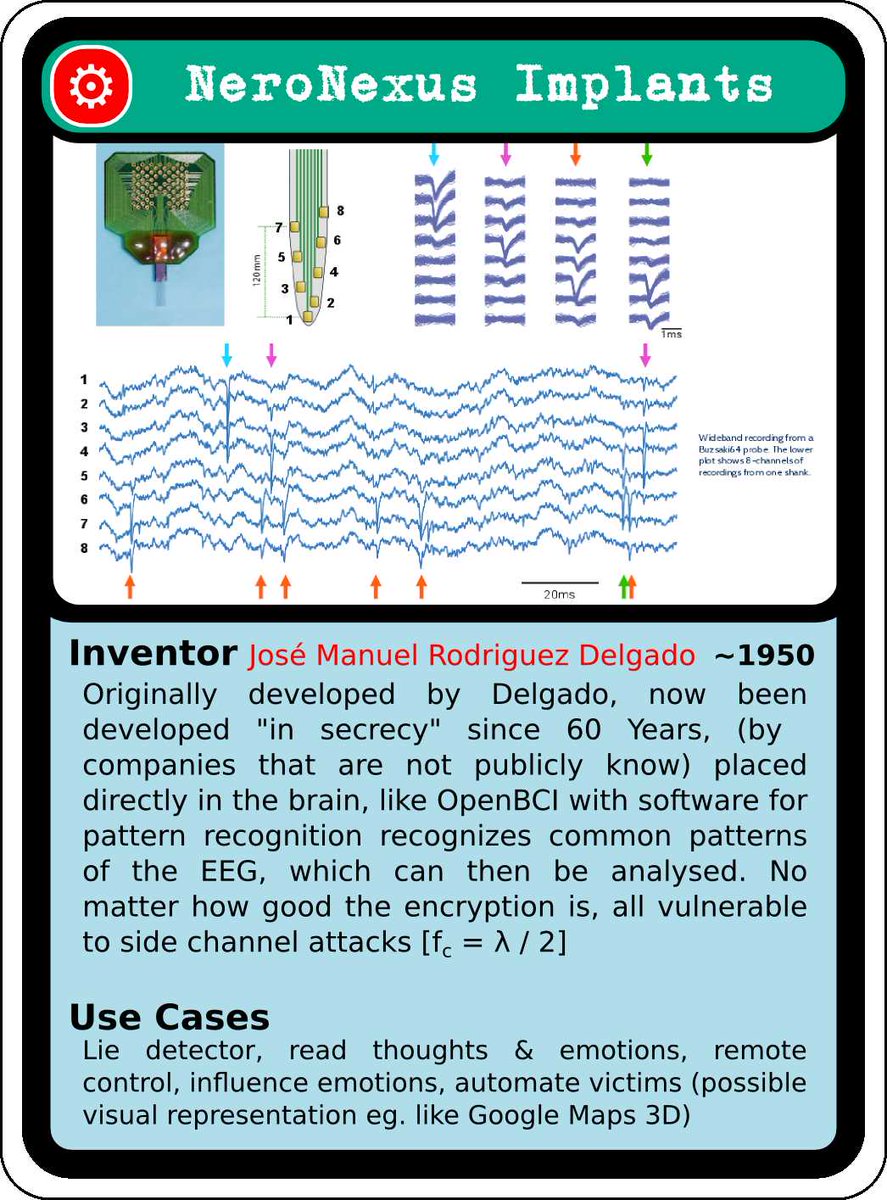 NeroNexus Implants
8
7
6
5
4
3
2
1
120mm
1ms
1
2
3
4
5
6
7
8
Wideband recording from a
Buzsaki64 probe. The lower
plot shows 8-channels of
recordings from one shank.
20ms
Inventor José Manuel Rodriguez Delgado ~1950
Originally developed by Delgado, now been
developed "in secrecy" since 60 Years, (by
companies that are not publicly know) placed
directly in the brain, like OpenBCI with software for
pattern recognition recognizes common patterns
of the EEG, which can then be analysed. No
matter how good the encryption is, all vulnerable
to side channel attacks [fc = λ / 2]
Use Cases
Lie detector, read thoughts & emotions, remote
control, influence emotions, automate victims (possible
visual representation eg. like Google Maps 3D)